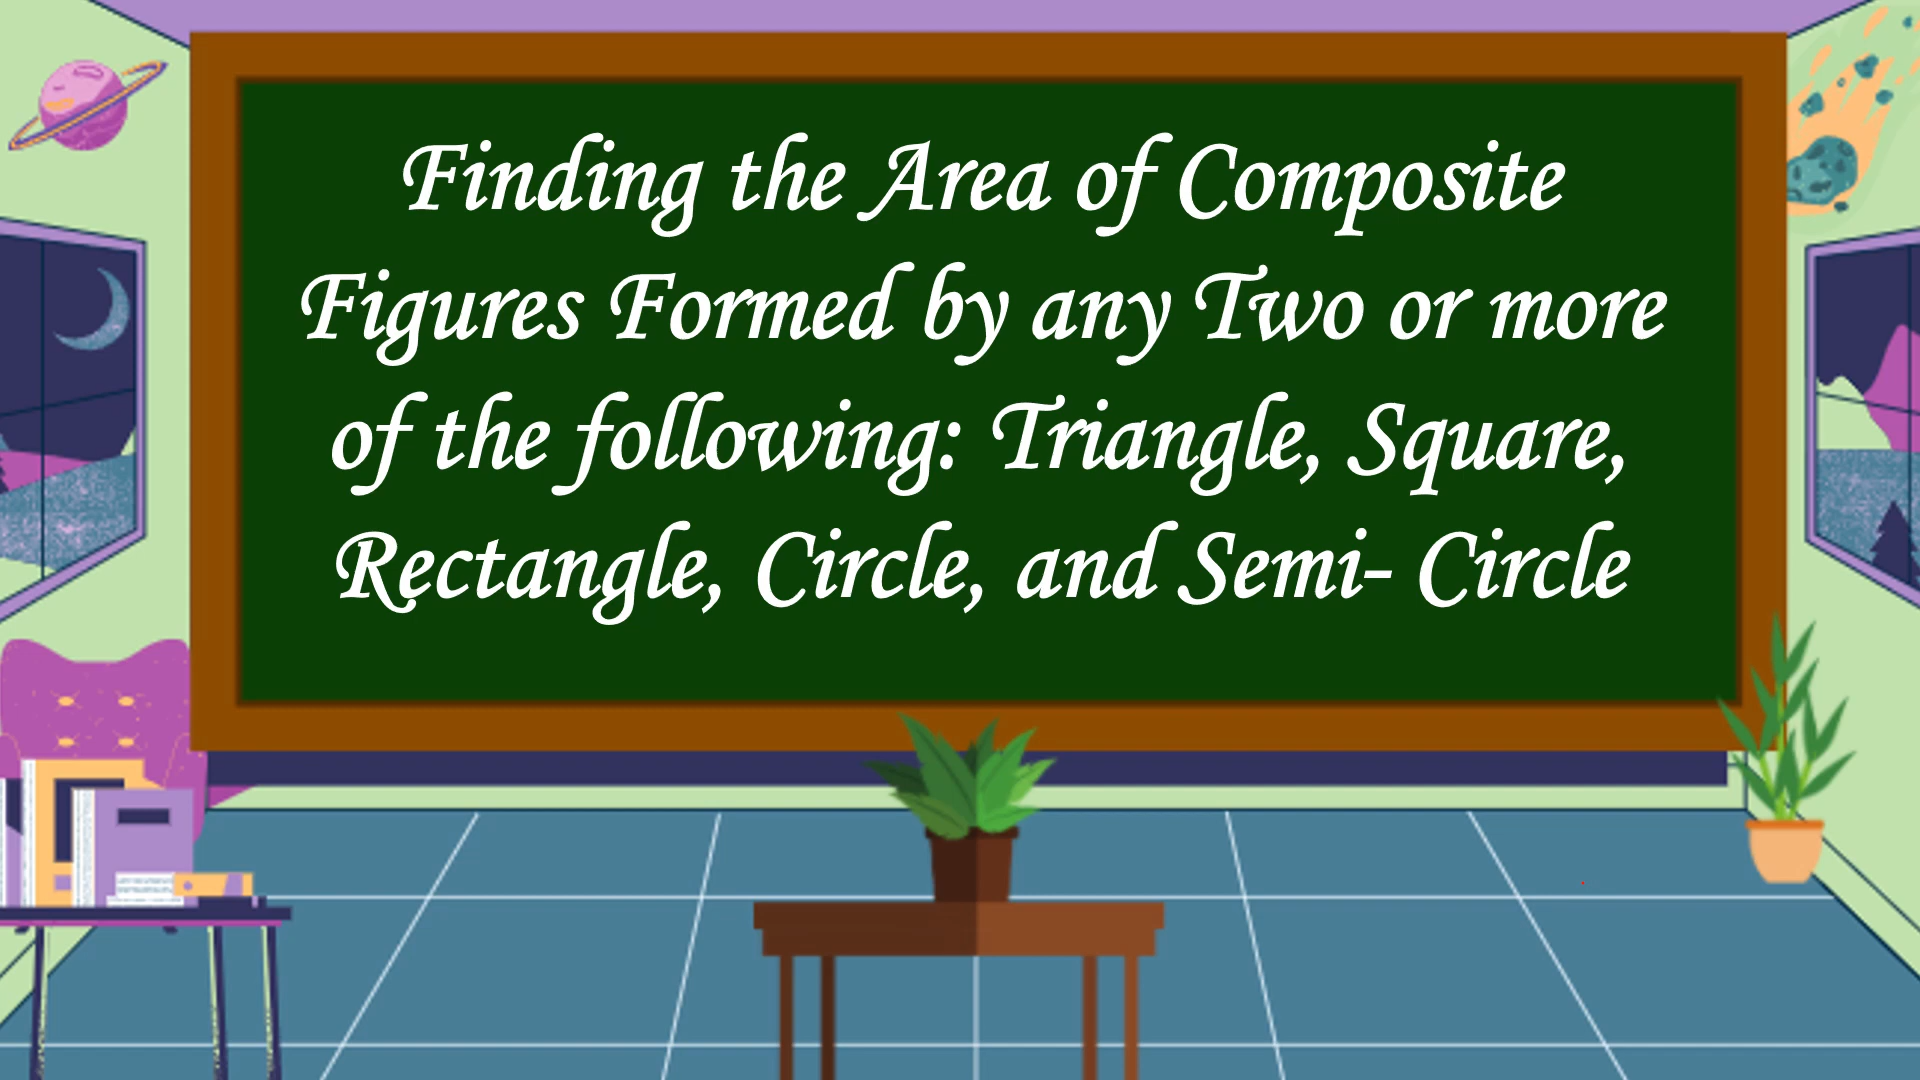 Finding the Area of Composite
Figures Formed by any Two or more
of the following: Triangle, Square,
Rectangle, Circle, and Semi- Circle